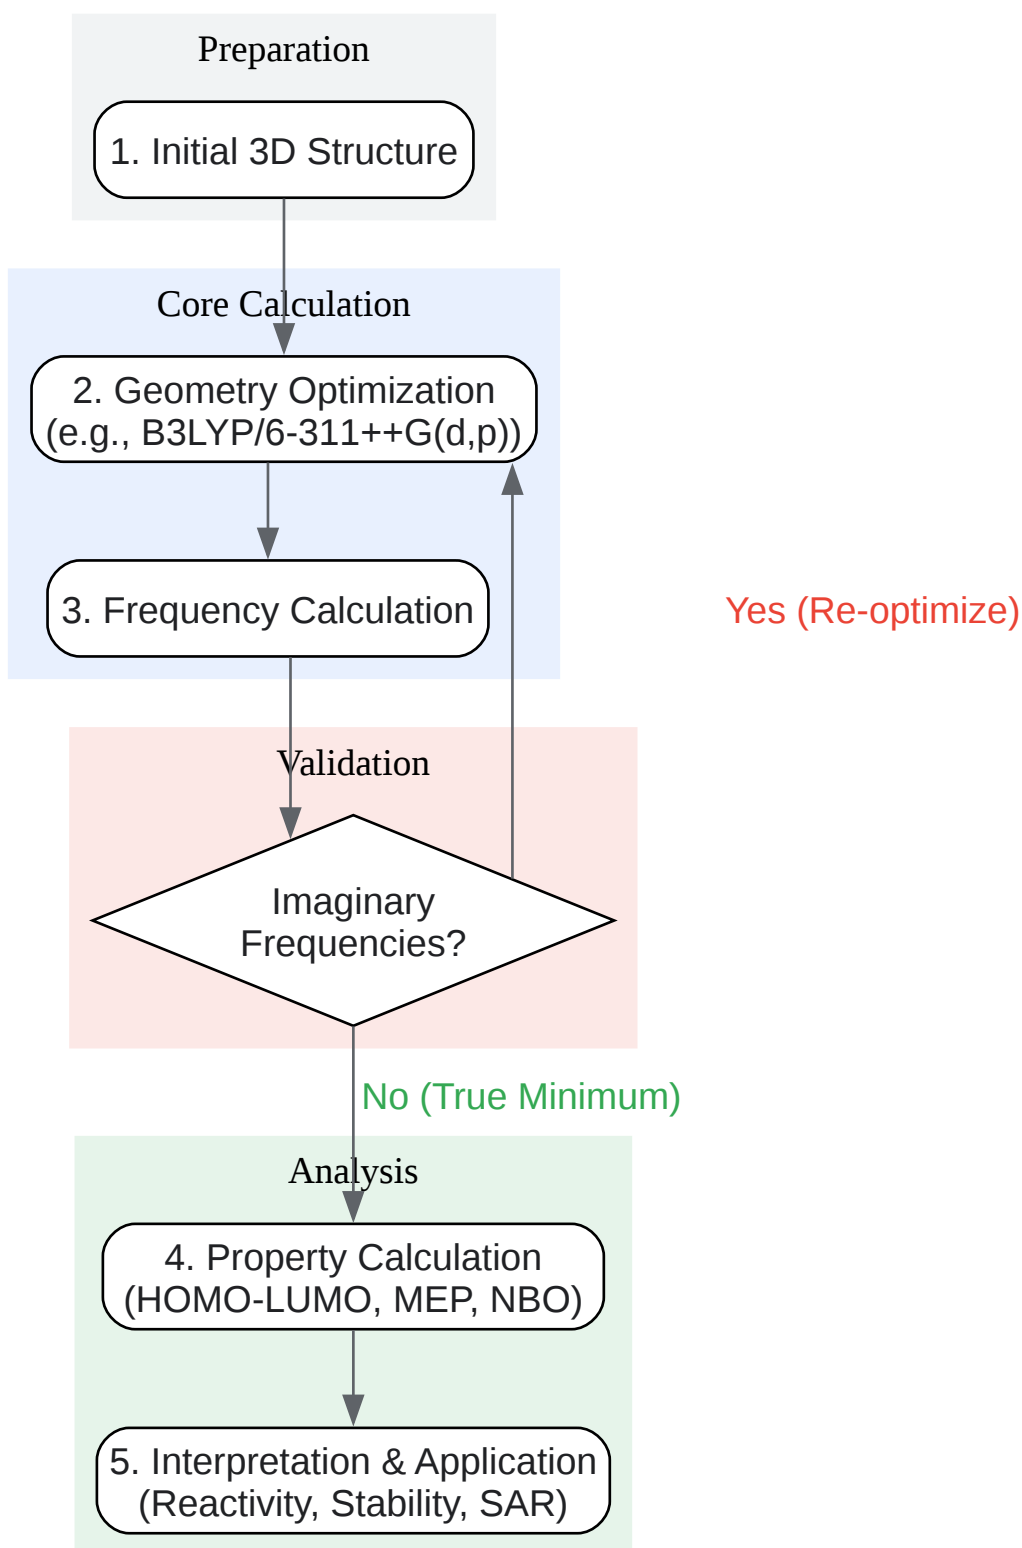 Preparation
1. Initial 3D Structure
Core Calculation
2. Geometry Optimization
(e.g., B3LYP/6-311++G(d,p))
3. Frequency Calculation
Yes (Re-optimize)
Validation
Imaginary
Frequencies?
No (True Minimum)
Analysis
4. Property Calculation
(HOMO-LUMO, MEP, NBO)
5. Interpretation & Application
(Reactivity, Stability, SAR)